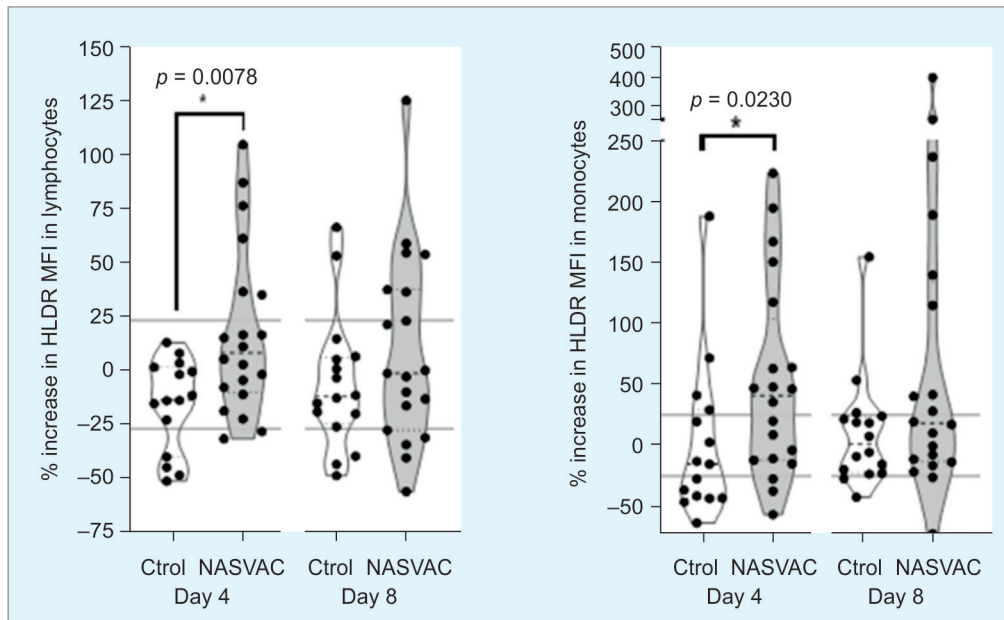 % increase in HLDR MFI in lymphocytes
150
125
100
75
50
25
0
–25
–50
–75
p = 0.0078
*
Ctrol NASVAC Ctrol NASVAC
Day 4 Day 8
% increase in HLDR MFI in monocytes
500
400
300
250
200
150
100
50
0
–50
p = 0.0230
*
Ctrol NASVAC Ctrol NASVAC
Day 4 Day 8